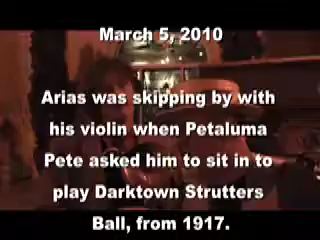 March 5, 2010
Arias was skipping by with
his violin when Petaluma
Pete asked him to sit in to
play Darktown Strutters
Ball, from 1917.